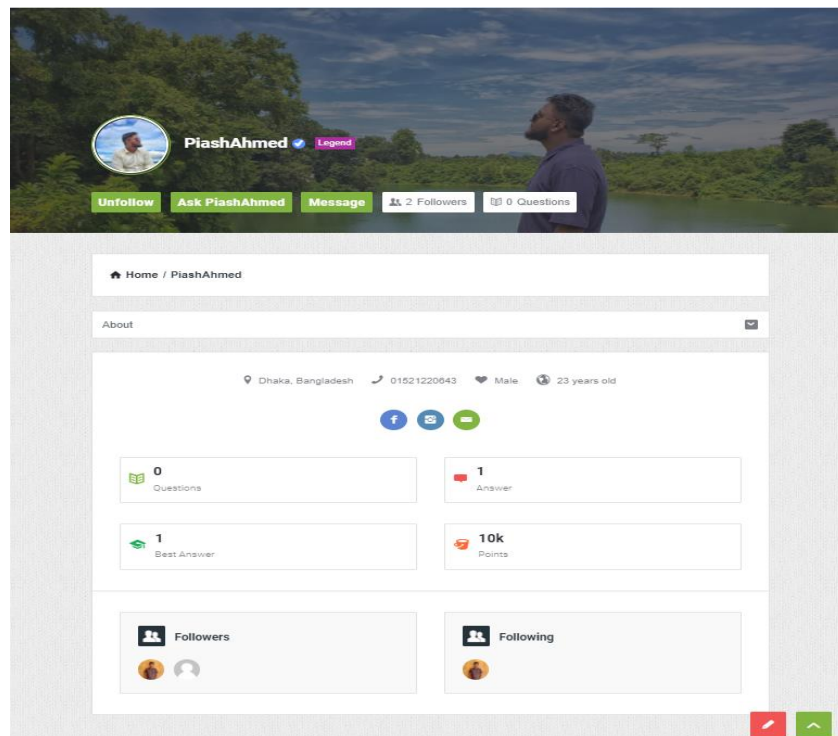 PiashAhmed Legend
Unfollow Ask PiashAhmed Message 2 Followers 0 Questions
Home / PiashAhmed
About
Dhaka, Bangladesh 01521220643 Male 23 years old
0
Questions
1
Answer
1
Best Answer
10k
Points
Followers
Following